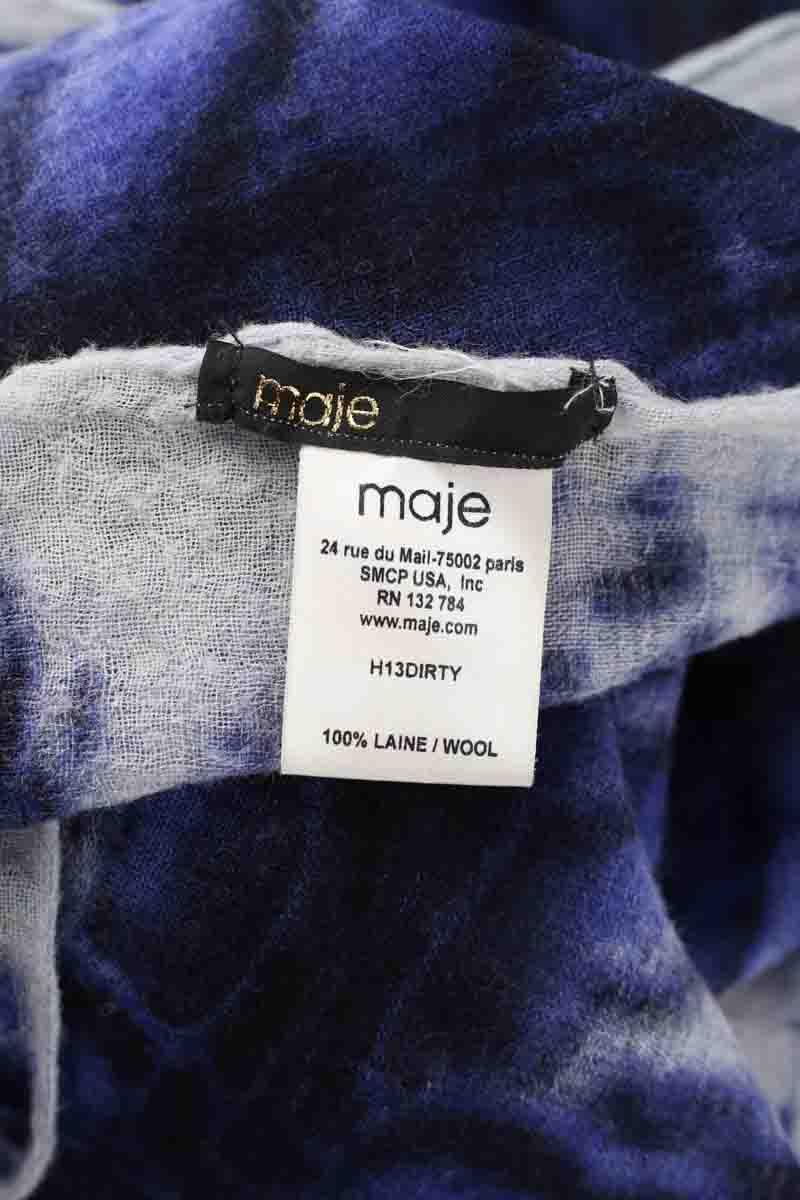 maje
maje
24 rue du Mail-75002 paris
SMCP USA, Inc
RN 132 784
www.maje.com
H13DIRTY
100% LAINE / WOOL